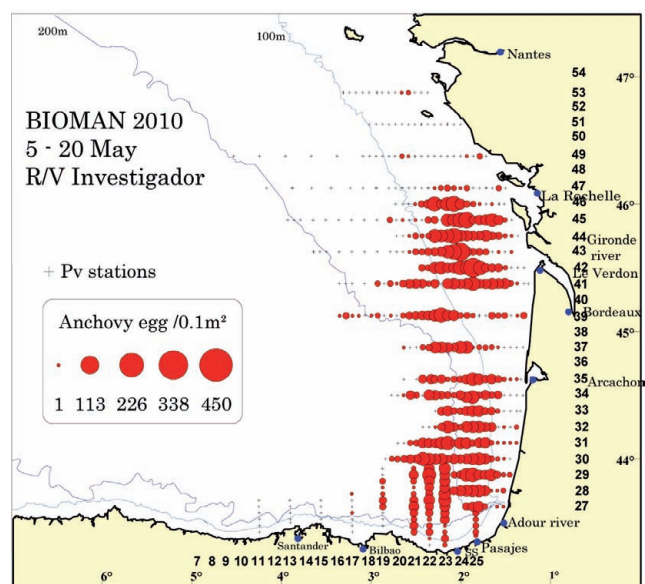 200m
100m
Nantes
47°
BIOMAN 2010
5 - 20 May
R/V Investigador
+ Pv stations
Anchovy egg /0.1m²
1 113 226 338 450
54
53
52
51
50
49
48
47
46
45
44
43
42
41
40
39
38
37
36
35
34
33
32
31
30
29
28
27
La Rochelle
46°
Gironde
river
Le Verdon
Bordeaux
45°
Arcachon
44°
Adour river
Pasajes
SS
Bilbao
Santander
7 8 9 10 11 12 13 14 15 16 17 18 19 20 21 22 23 24 25
6° 5° 4° 3° 2° 1°